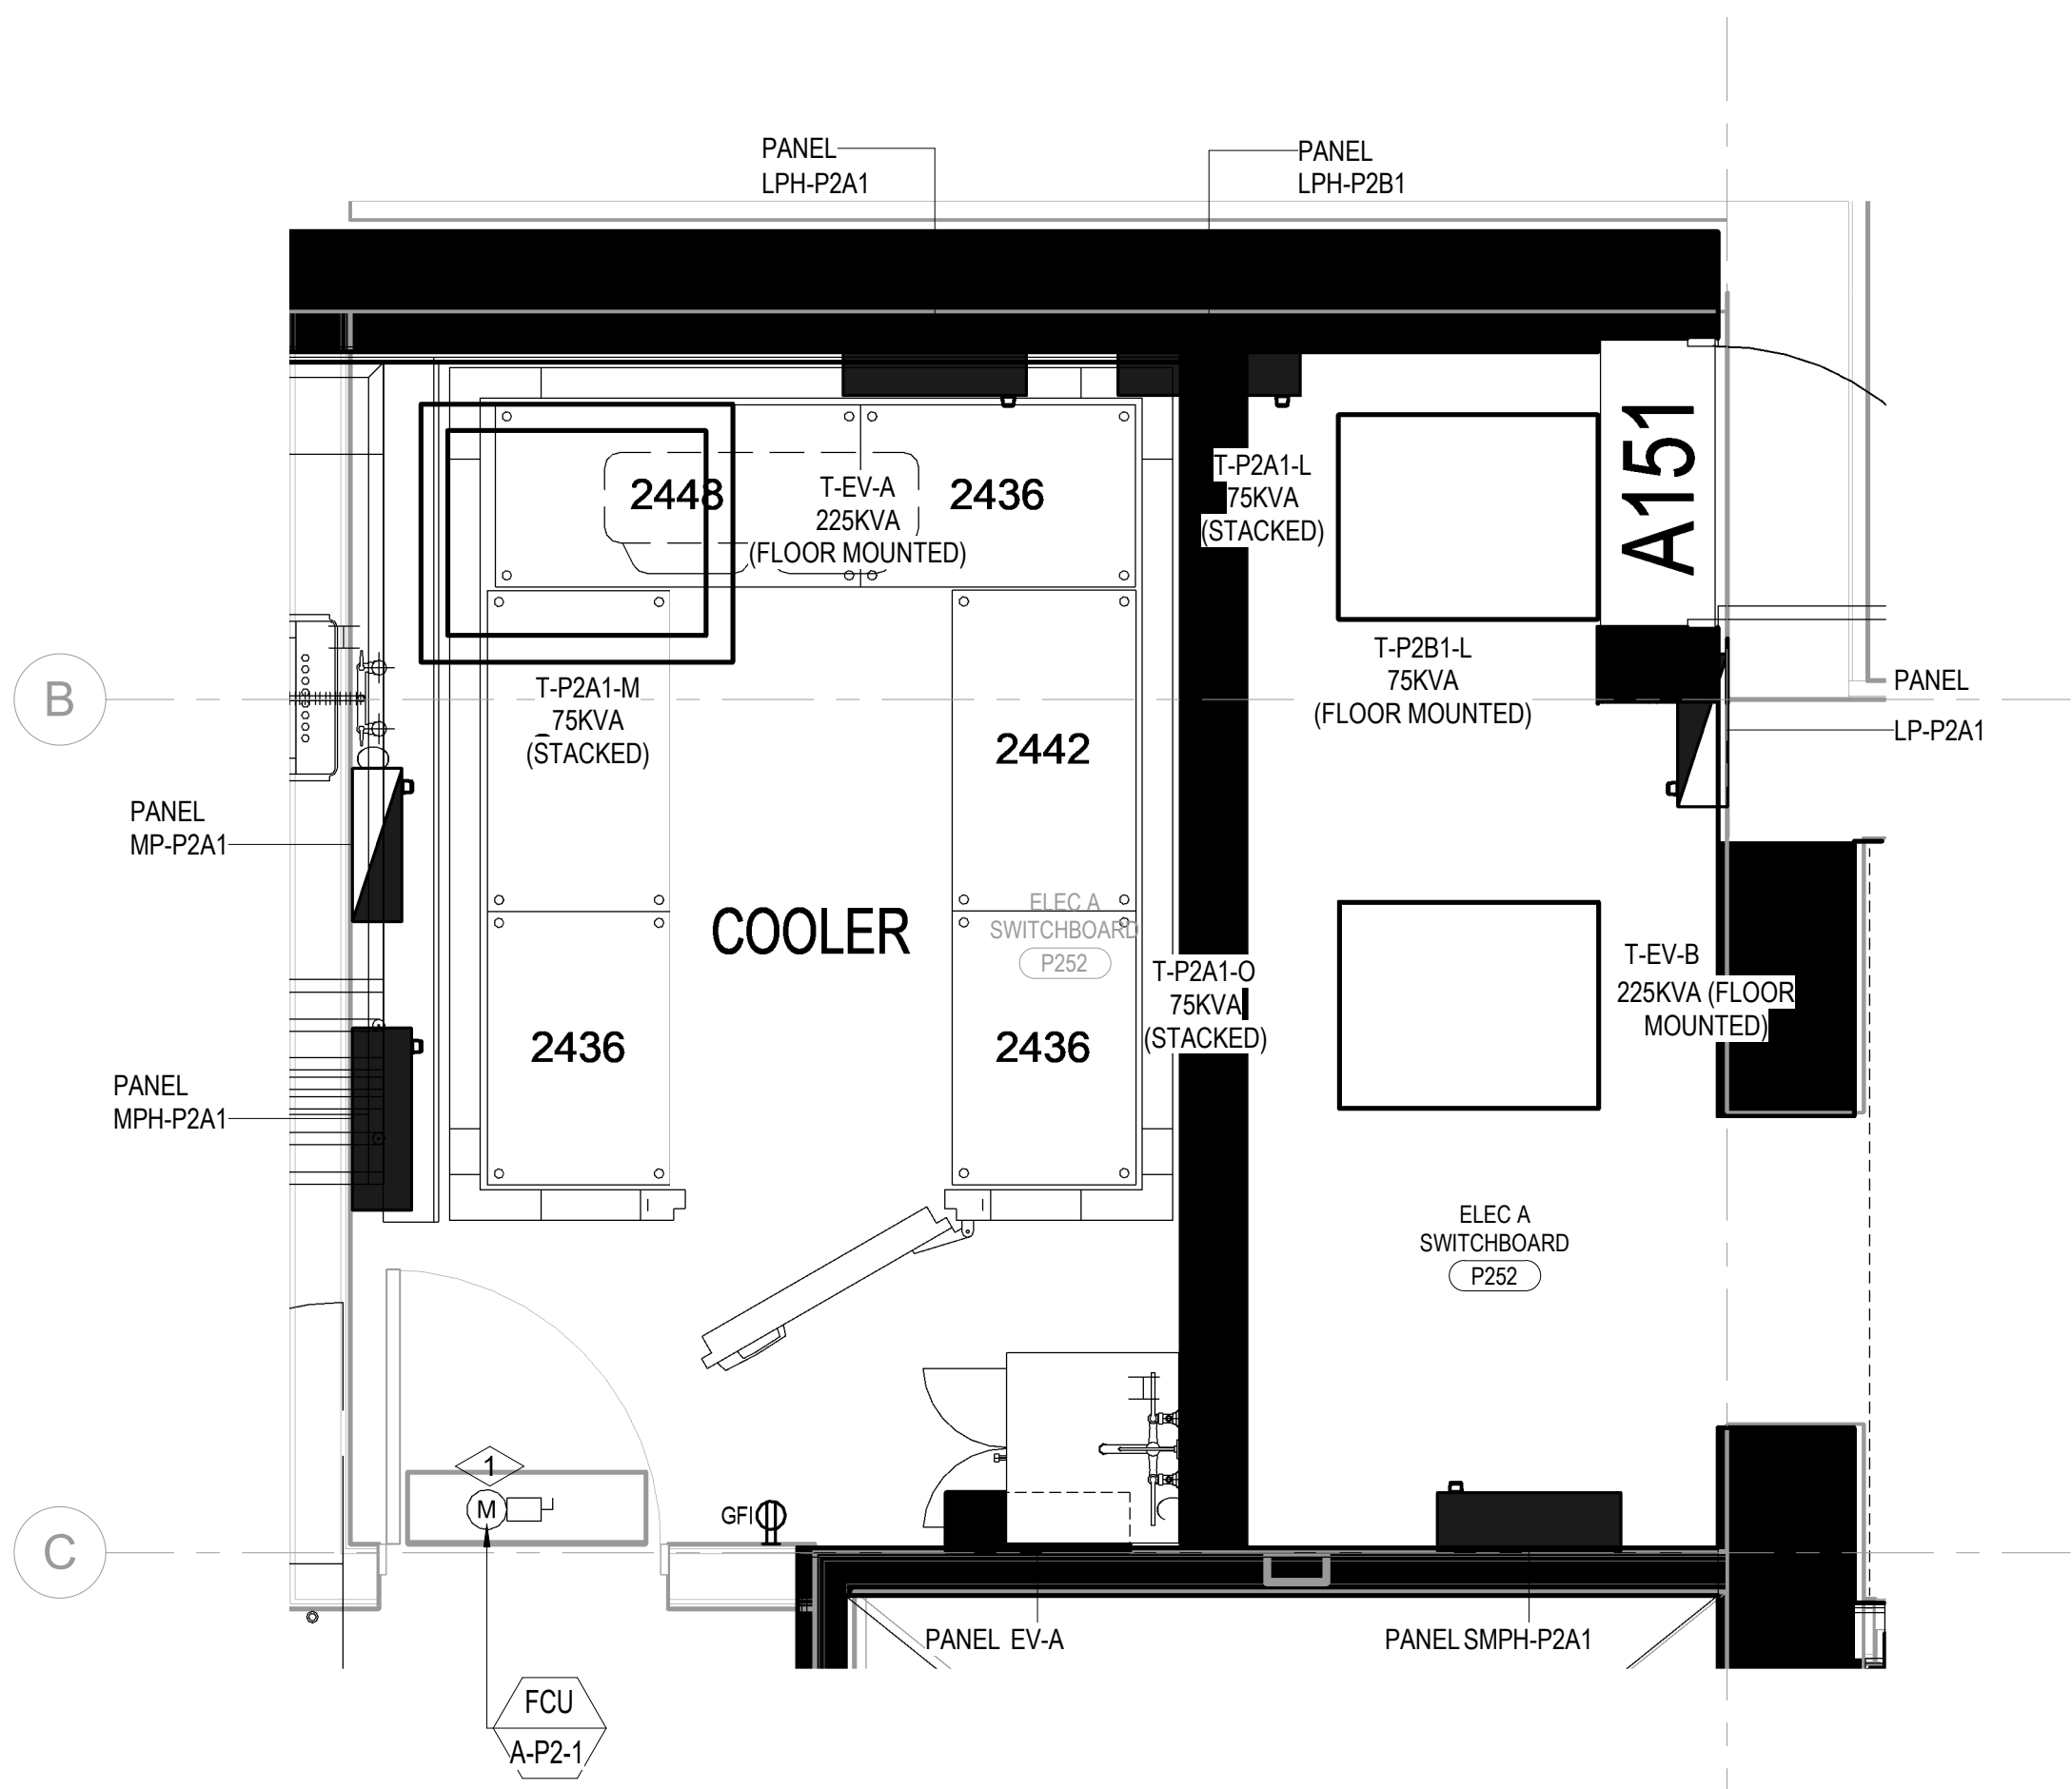 PANEL
LPH-P2A1
PANEL
LPH-P2B1
A151
2448
T-EV-A
225KVA
(FLOOR MOUNTED)
2436
T-P2A1-L
75KVA
(STACKED)
B
T-P2A1-M
75KVA
(STACKED)
2442
T-P2B1-L
75KVA
(FLOOR MOUNTED)
PANEL
LP-P2A1
PANEL
MP-P2A1
COOLER
ELEC A
SWITCHBOARD
P252
T-P2A1-O
75KVA
(STACKED)
T-EV-B
225KVA (FLOOR
MOUNTED)
2436
2436
PANEL
MPH-P2A1
ELEC A
SWITCHBOARD
P252
1
M
GFI
C
PANEL EV-A
PANEL SMPH-P2A1
FCU
A-P2-1